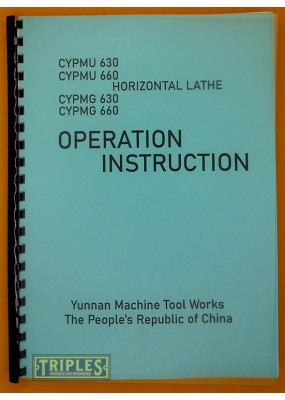 CYPMU 630
CYPMU 660
HORIZONTAL LATHE
CYPMG 630
CYPMG 660
OPERATION
INSTRUCTION
Yunnan Machine Tool Works
The People's Republic of China
TRIPLES